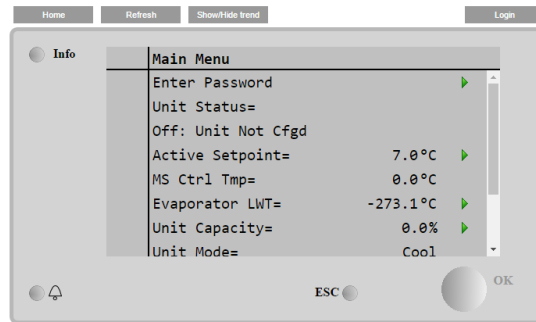 Home Refresh Show/Hide trend Login
Info
Main Menu
Enter Password
Unit Status=
Off: Unit Not Cfgd
Active Setpoint= 7.0°C
MS Ctrl Tmp= 0.0°C
Evaporator LWT= -273.1°C
Unit Capacity= 0.0%
Unit Mode= Cool
ESC OK